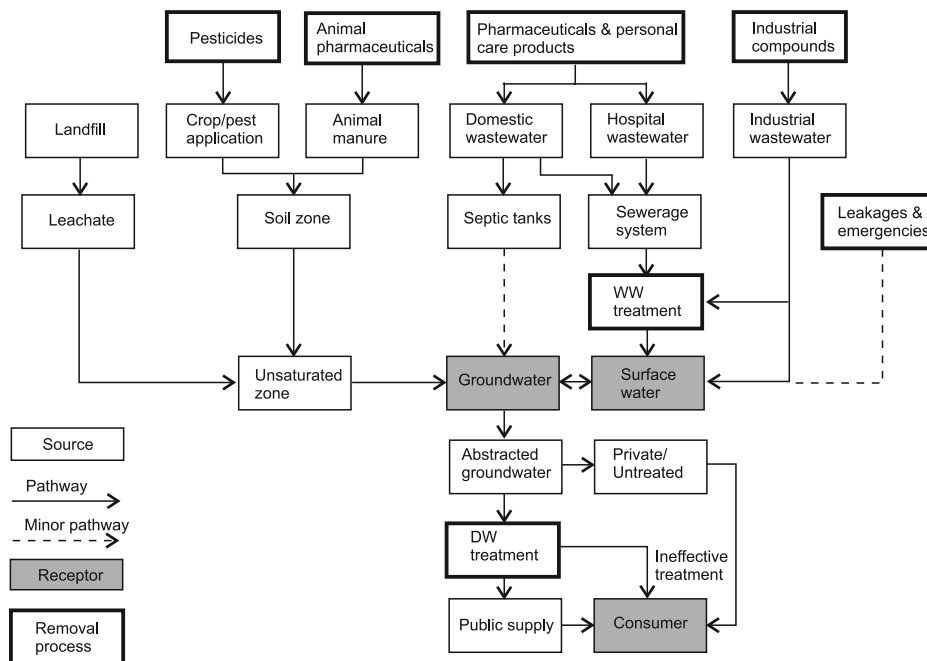 Pesticides
Animal
pharmaceuticals
Pharmaceuticals & personal
care products
Industrial
compounds
Landfill
Crop/pest
application
Animal
manure
Domestic
wastewater
Hospital
wastewater
Industrial
wastewater
Leachate
Soil zone
Septic tanks
Sewerage
system
Leakages &
emergencies
WW
treatment
Unsaturated
zone
Groundwater
Surface
water
Source
Pathway
Minor pathway
Receptor
Removal
process
Abstracted
groundwater
Private/
Untreated
DW
treatment
Ineffective
treatment
Public supply
Consumer